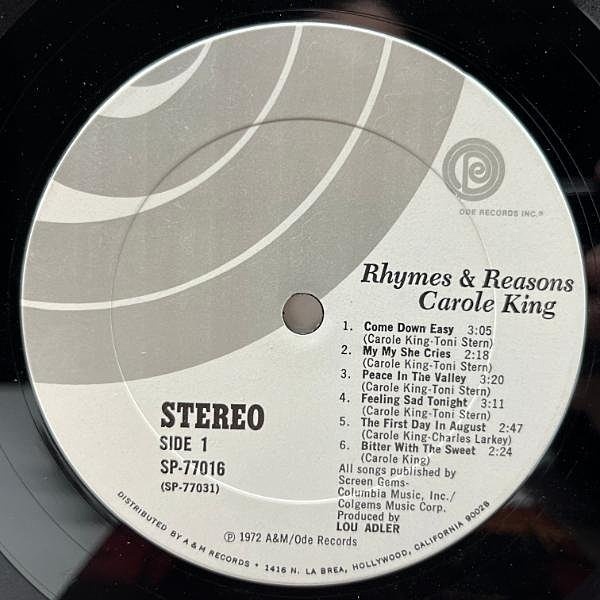 ODE RECORDS INC.®
Rhymes & Reasons
Carole King
1. Come Down Easy 3:05
(Carole King-Toni Stern)
2. My My She Cries 2:18
(Carole King-Toni Stern)
3. Peace In The Valley 3:20
(Carole King-Toni Stern)
4. Feeling Sad Tonight 3:11
(Carole King-Toni Stern)
5. The First Day In August 2:47
(Carole King-Charles Larkey)
6. Bitter With The Sweet 2:24
(Carole King)
All songs published by
Screen Gems-
Columbia Music, Inc./
Colgems Music Corp.
Produced by
LOU ADLER
STEREO
SIDE 1
SP-77016
(SP-77031)
℗ 1972 A&M/Ode Records
DISTRIBUTED BY A & M RECORDS • 1416 N. LA BREA, HOLLYWOOD, CALIFORNIA 90028